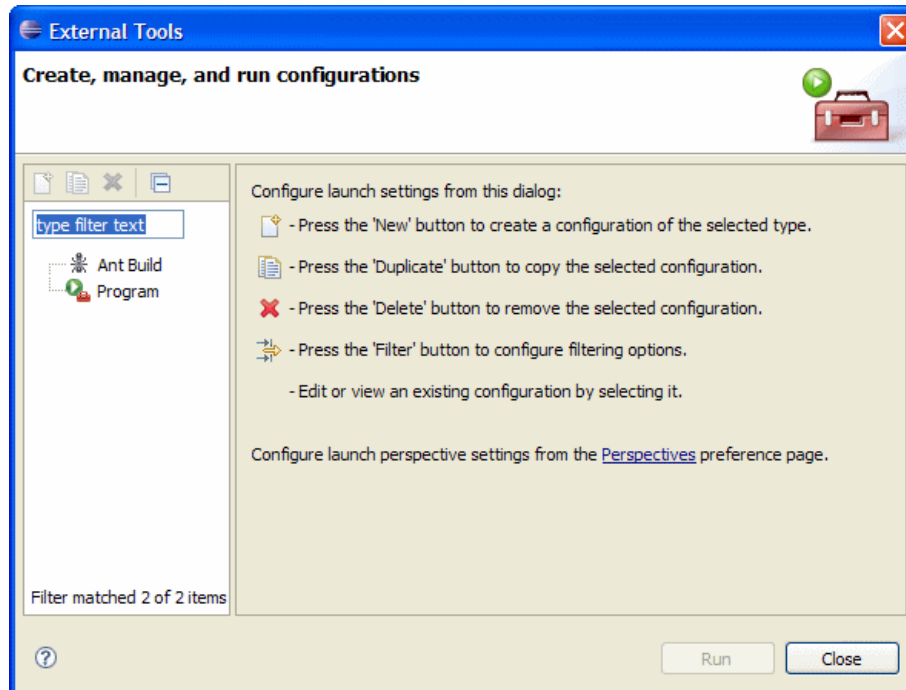 External Tools
Create, manage, and run configurations
type filter text
Ant Build
Program
Filter matched 2 of 2 items
Configure launch settings from this dialog:
- Press the 'New' button to create a configuration of the selected type.
- Press the 'Duplicate' button to copy the selected configuration.
- Press the 'Delete' button to remove the selected configuration.
- Press the 'Filter' button to configure filtering options.
- Edit or view an existing configuration by selecting it.
Configure launch perspective settings from the Perspectives preference page.
?
Run
Close